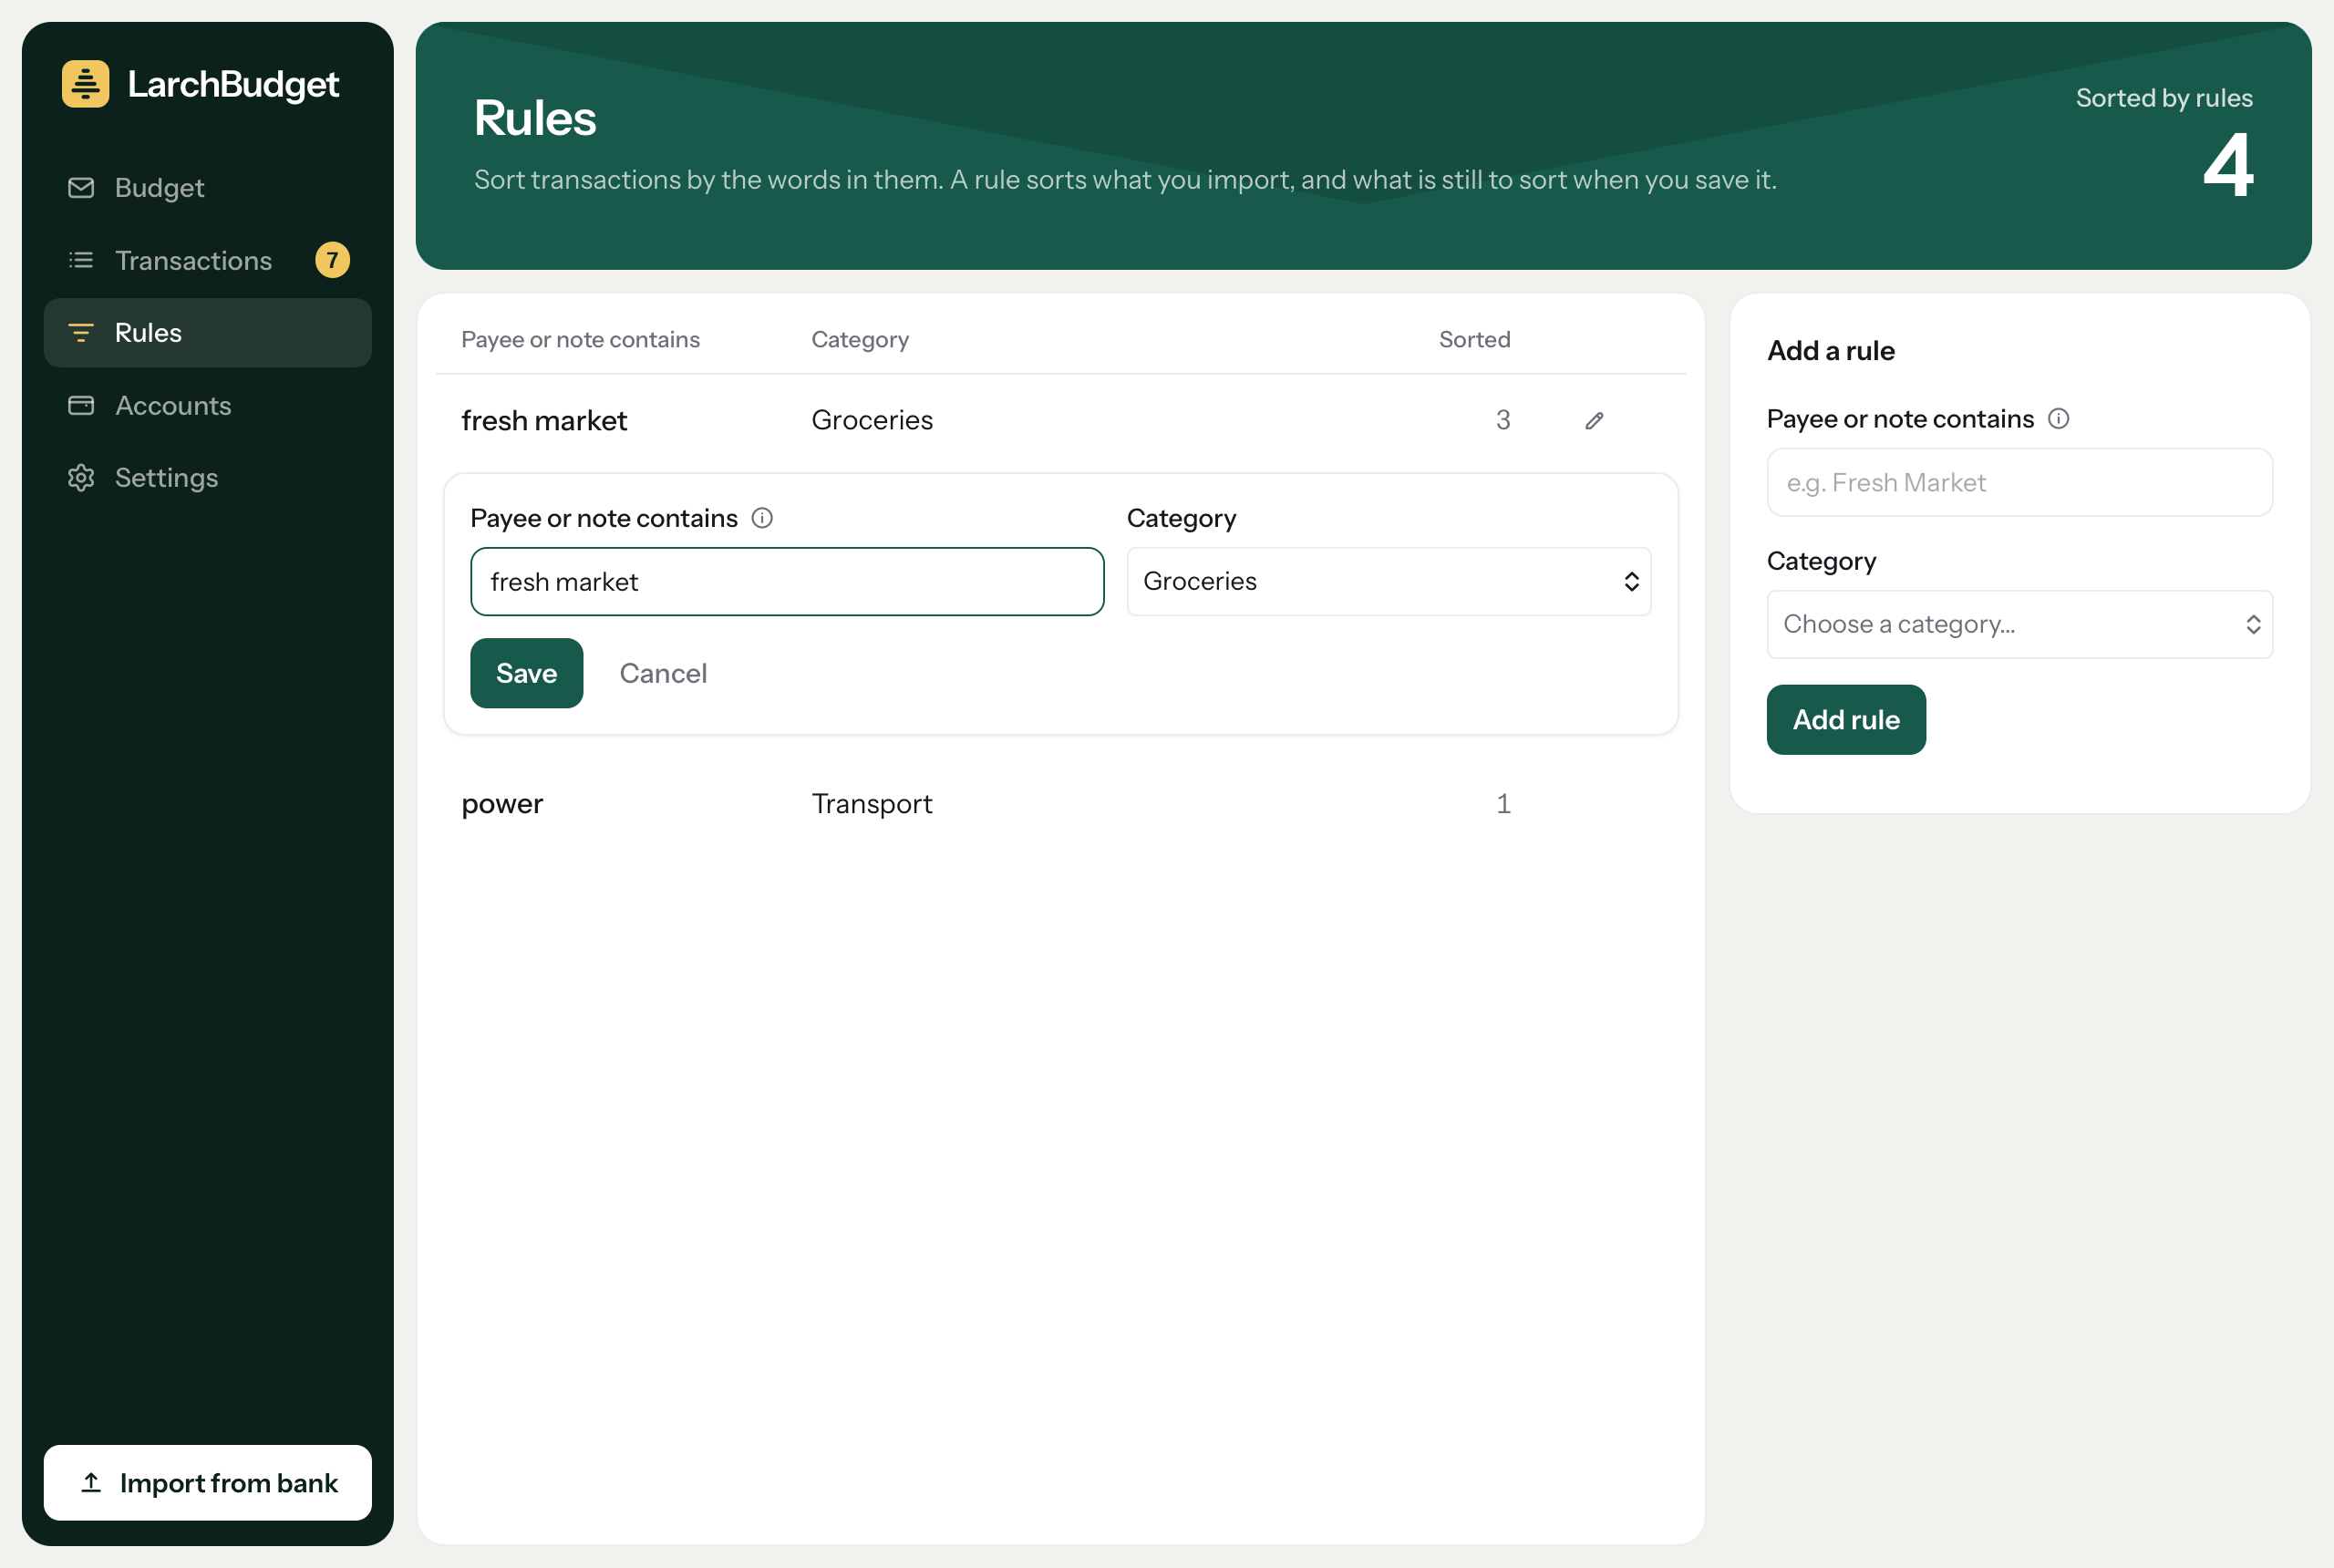 LarchBudget
Budget
Transactions 7
Rules
Accounts
Settings
Import from bank
Rules
Sort transactions by the words in them. A rule sorts what you import, and what is still to sort when you save it.
Sorted by rules
4
Payee or note contains Category Sorted
fresh market Groceries 3
Payee or note contains Category
fresh market Groceries
Save Cancel
power Transport 1
Add a rule
Payee or note contains
e.g. Fresh Market
Category
Choose a category...
Add rule